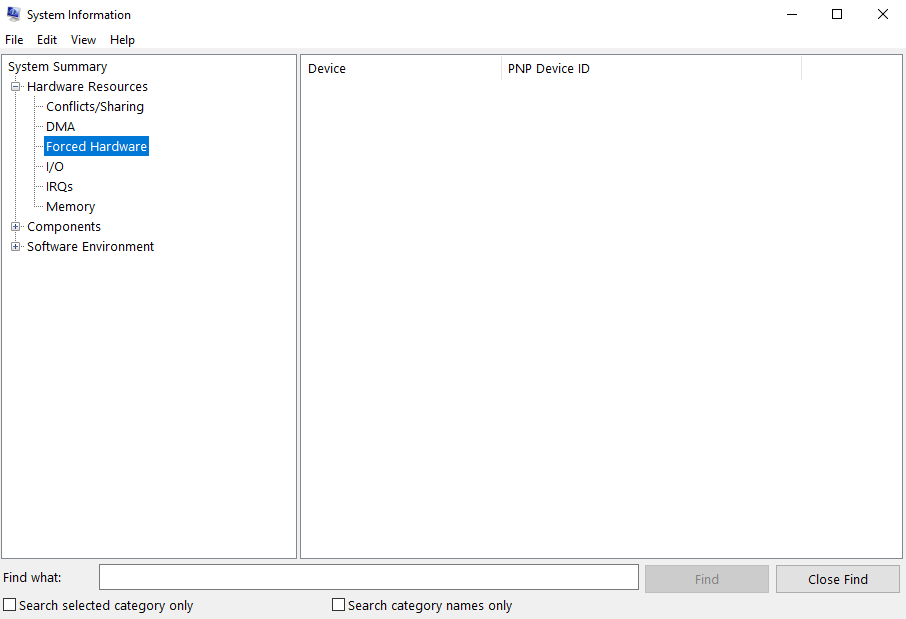 System Information
File Edit View Help
System Summary
Hardware Resources
Conflicts/Sharing
DMA
Forced Hardware
I/O
IRQs
Memory
Components
Software Environment
Device PNP Device ID
Find what: Find Close Find
Search selected category only Search category names only